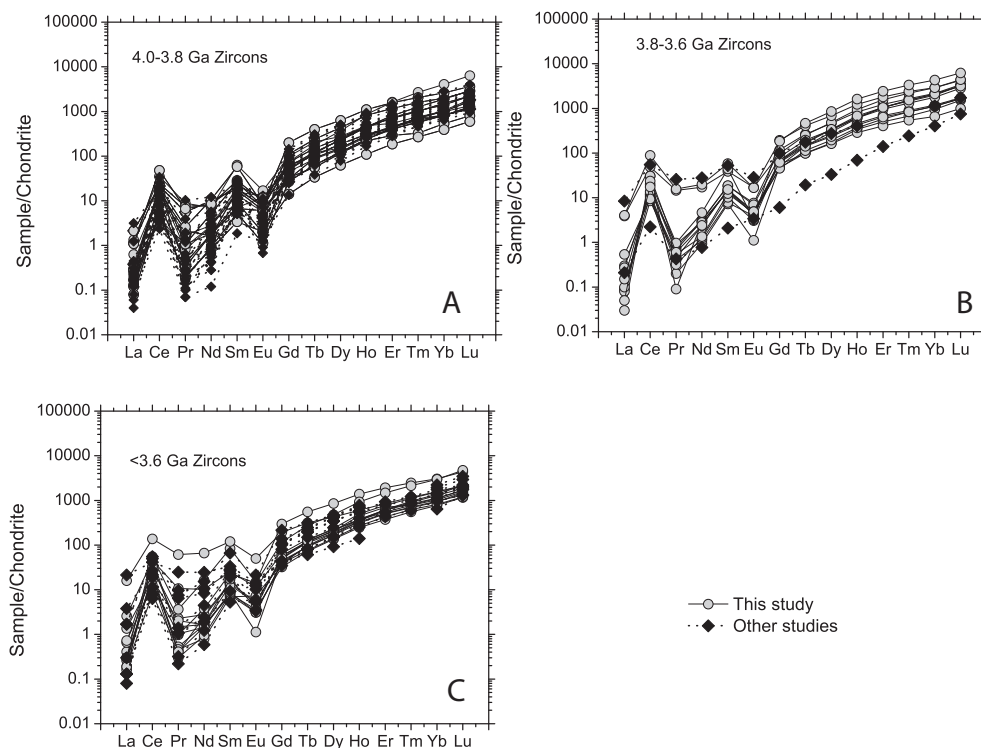 100000
10000
1000
100
10
1
0.1
0.01
Sample/Chondrite
4.0-3.8 Ga Zircons
A
La Ce Pr Nd Sm Eu Gd Tb Dy Ho Er Tm Yb Lu
100000
10000
1000
100
10
1
0.1
0.01
Sample/Chondrite
3.8-3.6 Ga Zircons
B
La Ce Pr Nd Sm Eu Gd Tb Dy Ho Er Tm Yb Lu
100000
10000
1000
100
10
1
0.1
0.01
Sample/Chondrite
<3.6 Ga Zircons
C
La Ce Pr Nd Sm Eu Gd Tb Dy Ho Er Tm Yb Lu
This study
Other studies